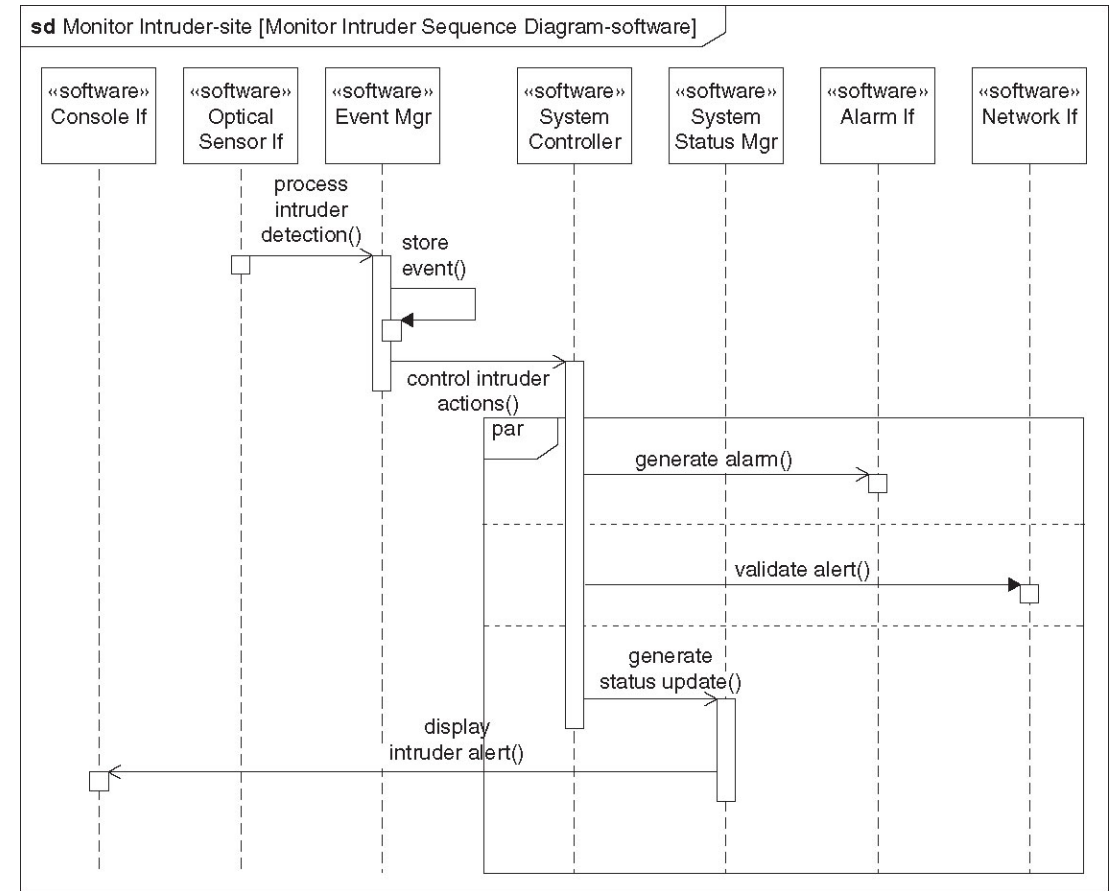 sd Monitor Intruder-site [Monitor Intruder Sequence Diagram-software]
«software»
Console If
«software»
Optical
Sensor If
«software»
Event Mgr
«software»
System
Controller
«software»
System
Status Mgr
«software»
Alarm If
«software»
Network If
process
intruder
detection()
store
event()
control intruder
actions()
par
generate alarm()
validate alert()
generate
status update()
display
intruder alert()